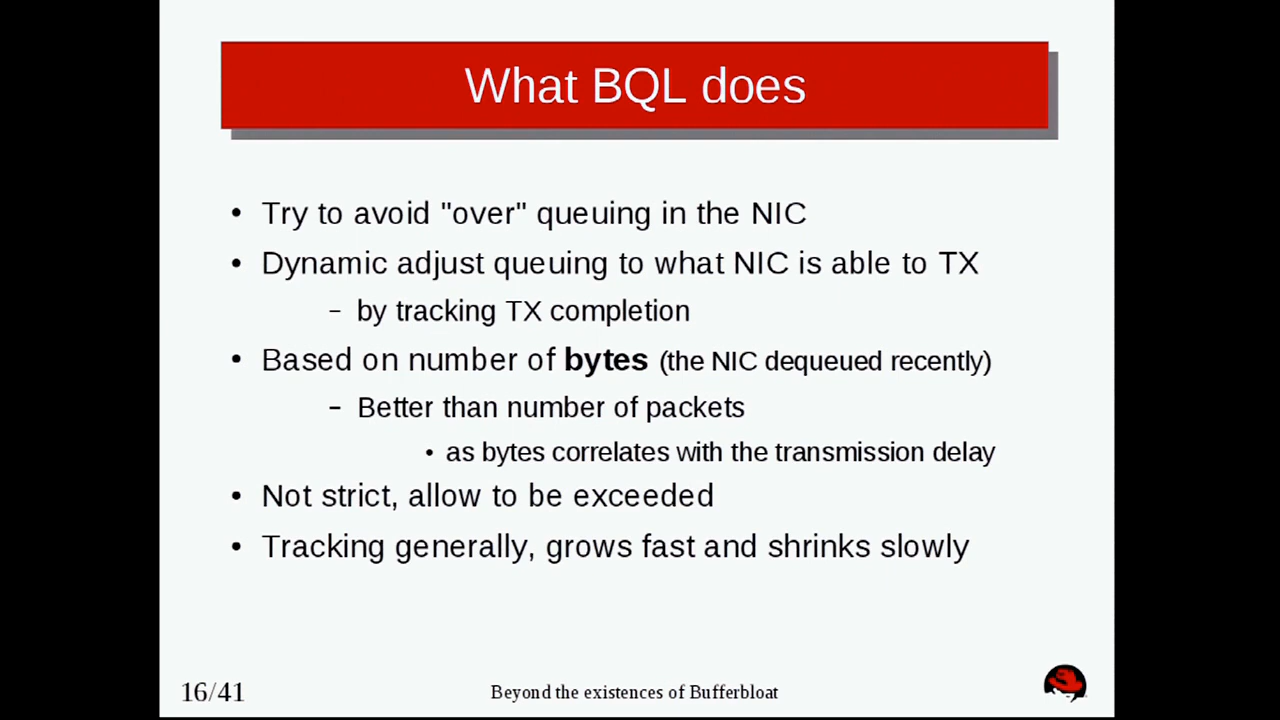 What BQL does
• Try to avoid "over" queuing in the NIC
• Dynamic adjust queuing to what NIC is able to TX
– by tracking TX completion
• Based on number of bytes (the NIC dequeued recently)
– Better than number of packets
• as bytes correlates with the transmission delay
• Not strict, allow to be exceeded
• Tracking generally, grows fast and shrinks slowly
16/41
Beyond the existences of Bufferbloat